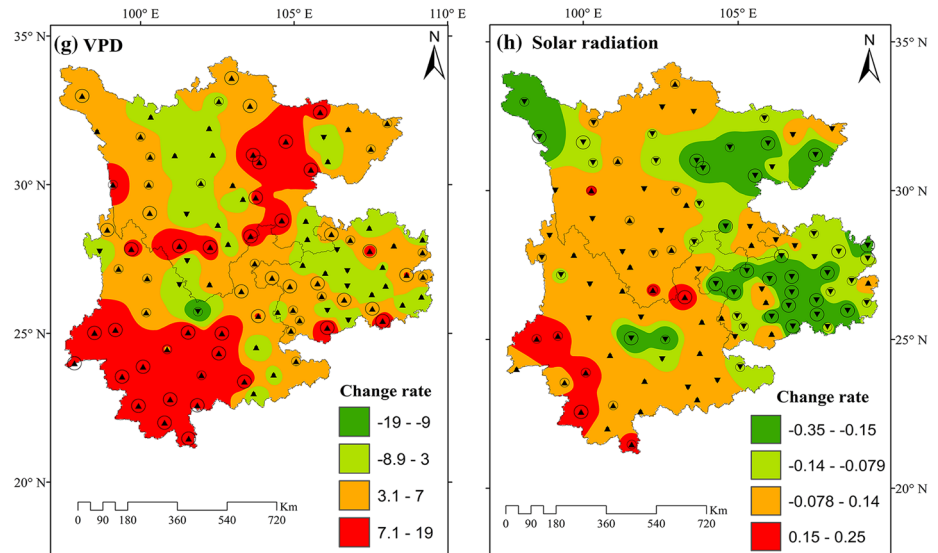 100° E 105° E 110° E
(g) VPD
N
30° N
25° N
20° N
Change rate
-19 - -9
-8.9 - 3
3.1 - 7
7.1 - 19
Km
0 90 180 360 540 720
100° E 105° E
35° N
(h) Solar radiation
N
35° N
30° N
30° N
25° N
25° N
20° N
20° N
Change rate
-0.35 - -0.15
-0.14 - -0.079
-0.078 - 0.14
0.15 - 0.25
Km
0 90 180 360 540 720